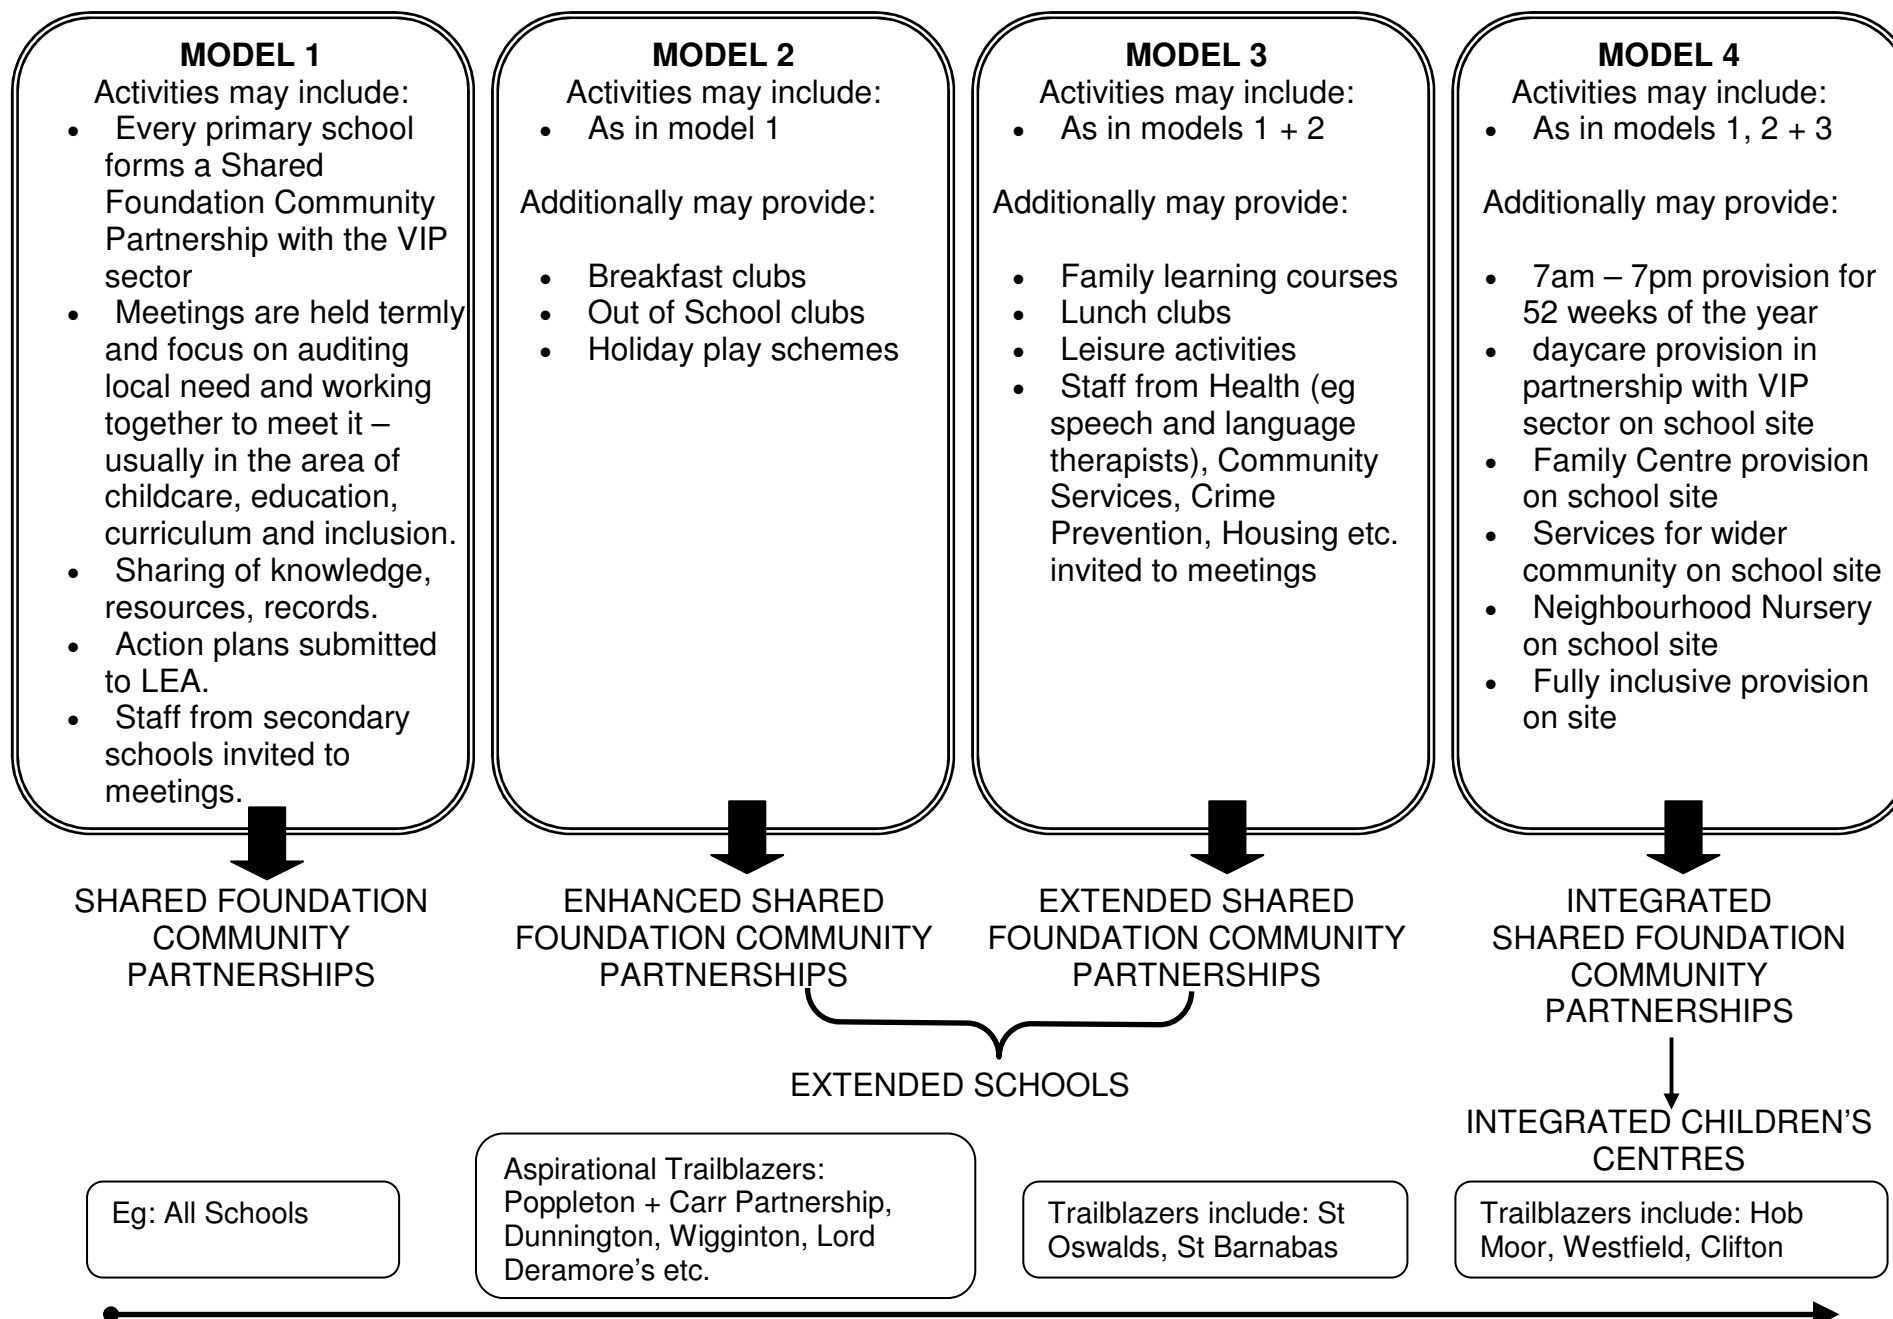 MODEL 1
Activities may include:
• Every primary school
forms a Shared
Foundation Community
Partnership with the VIP
sector
• Meetings are held termly
and focus on auditing
local need and working
together to meet it –
usually in the area of
childcare, education,
curriculum and inclusion.
• Sharing of knowledge,
resources, records.
• Action plans submitted
to LEA.
• Staff from secondary
schools invited to
meetings.
SHARED FOUNDATION
COMMUNITY
PARTNERSHIPS
MODEL 2
Activities may include:
• As in model 1
Additionally may provide:
• Breakfast clubs
• Out of School clubs
• Holiday play schemes
ENHANCED SHARED
FOUNDATION COMMUNITY
PARTNERSHIPS
MODEL 3
Activities may include:
• As in models 1 + 2
Additionally may provide:
• Family learning courses
• Lunch clubs
• Leisure activities
• Staff from Health (eg
speech and language
therapists), Community
Services, Crime
Prevention, Housing etc.
invited to meetings
EXTENDED SHARED
FOUNDATION COMMUNITY
PARTNERSHIPS
MODEL 4
Activities may include:
• As in models 1, 2 + 3
Additionally may provide:
• 7am – 7pm provision for
52 weeks of the year
• daycare provision in
partnership with VIP
sector on school site
• Family Centre provision
on school site
• Services for wider
community on school site
• Neighbourhood Nursery
on school site
• Fully inclusive provision
on site
INTEGRATED
SHARED FOUNDATION
COMMUNITY
PARTNERSHIPS
EXTENDED SCHOOLS
INTEGRATED CHILDREN'S
CENTRES
Eg: All Schools
Aspirational Trailblazers:
Poppleton + Carr Partnership,
Dunnington, Wigginton, Lord
Deramore's etc.
Trailblazers include: St
Oswalds, St Barnabas
Trailblazers include: Hob
Moor, Westfield, Clifton